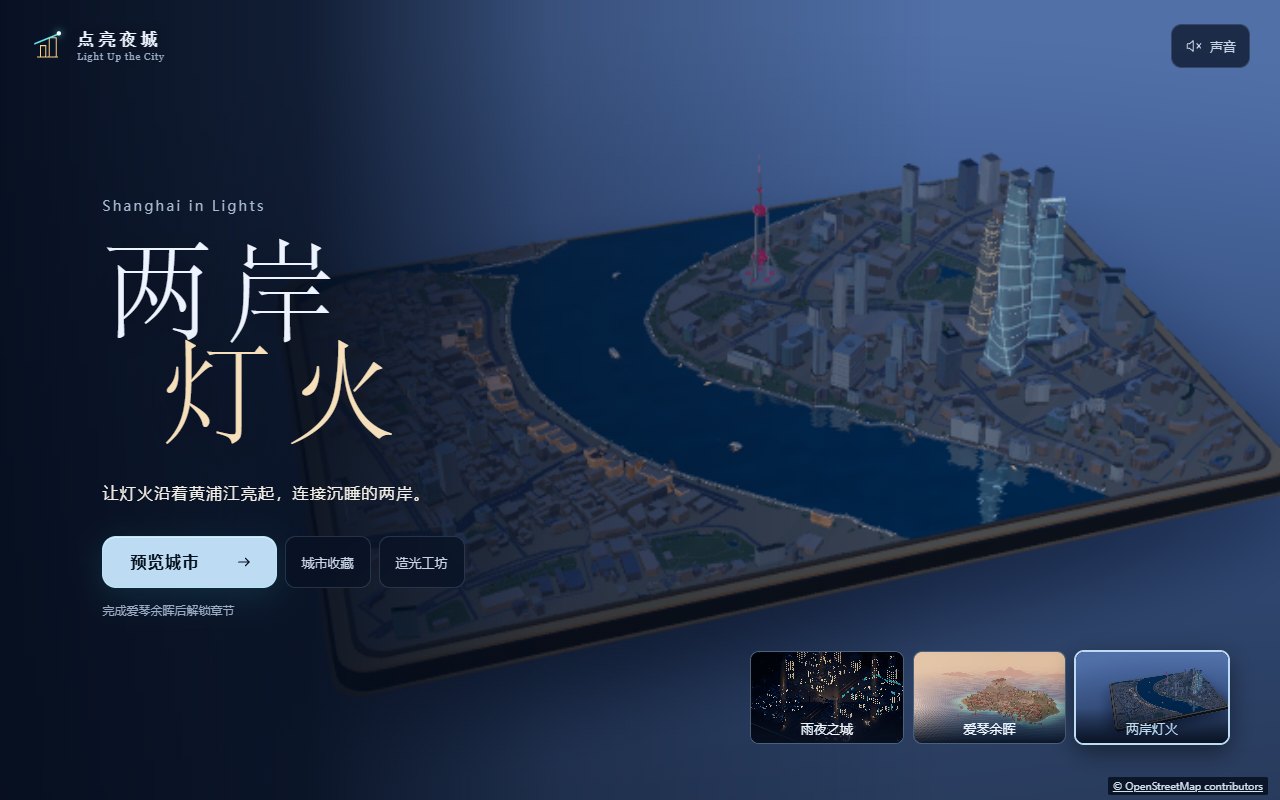 点亮夜城
Light Up the City
声音
Shanghai in Lights
两岸
灯火
让灯火沿着黄浦江亮起，连接沉睡的两岸。
预览城市 →
城市收藏
造光工坊
完成爱琴余晖后解锁章节
雨夜之城
爱琴余晖
两岸灯火
© OpenStreetMap contributors